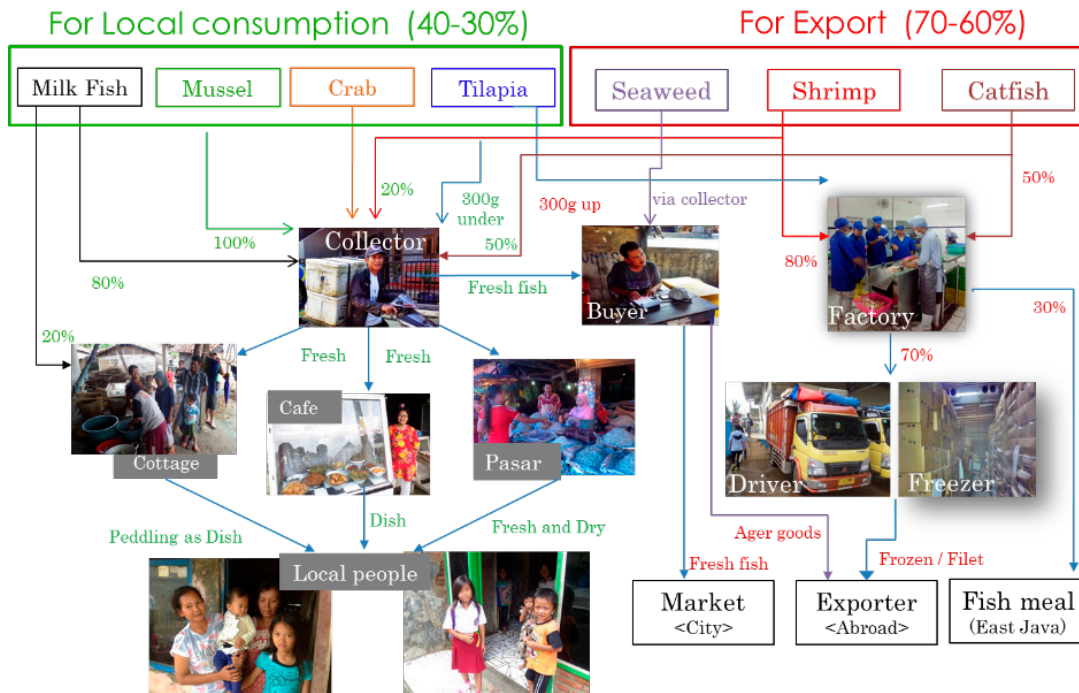 For Local consumption (40-30%)
For Export (70-60%)
Milk Fish
Mussel
Crab
Tilapia
Seaweed
Shrimp
Catfish
20%
300g
under
300g up
via collector
50%
100%
Collector
50%
80%
80%
Fresh fish
Buyer
Factory
30%
20%
Fresh
Fresh
70%
Cafe
Cottage
Pasar
Driver
Freezer
Peddling as Dish
Dish
Fresh and Dry
Ager goods
Local people
Fresh fish
Frozen / Filet
Market
<City>
Exporter
<Abroad>
Fish meal
(East Java)